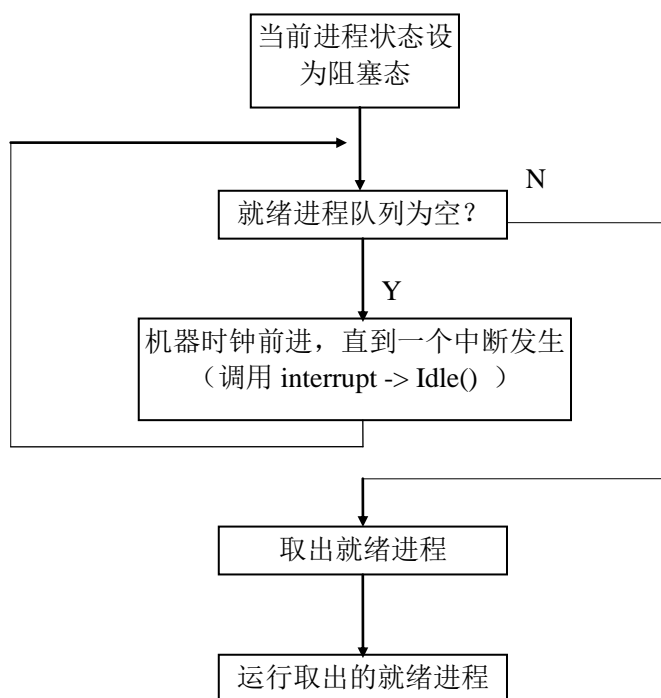 当前进程状态设
为阻塞态
N
就绪进程队列为空？
Y
机器时钟前进，直到一个中断发生
（调用 interrupt -> Idle() ）
取出就绪进程
运行取出的就绪进程